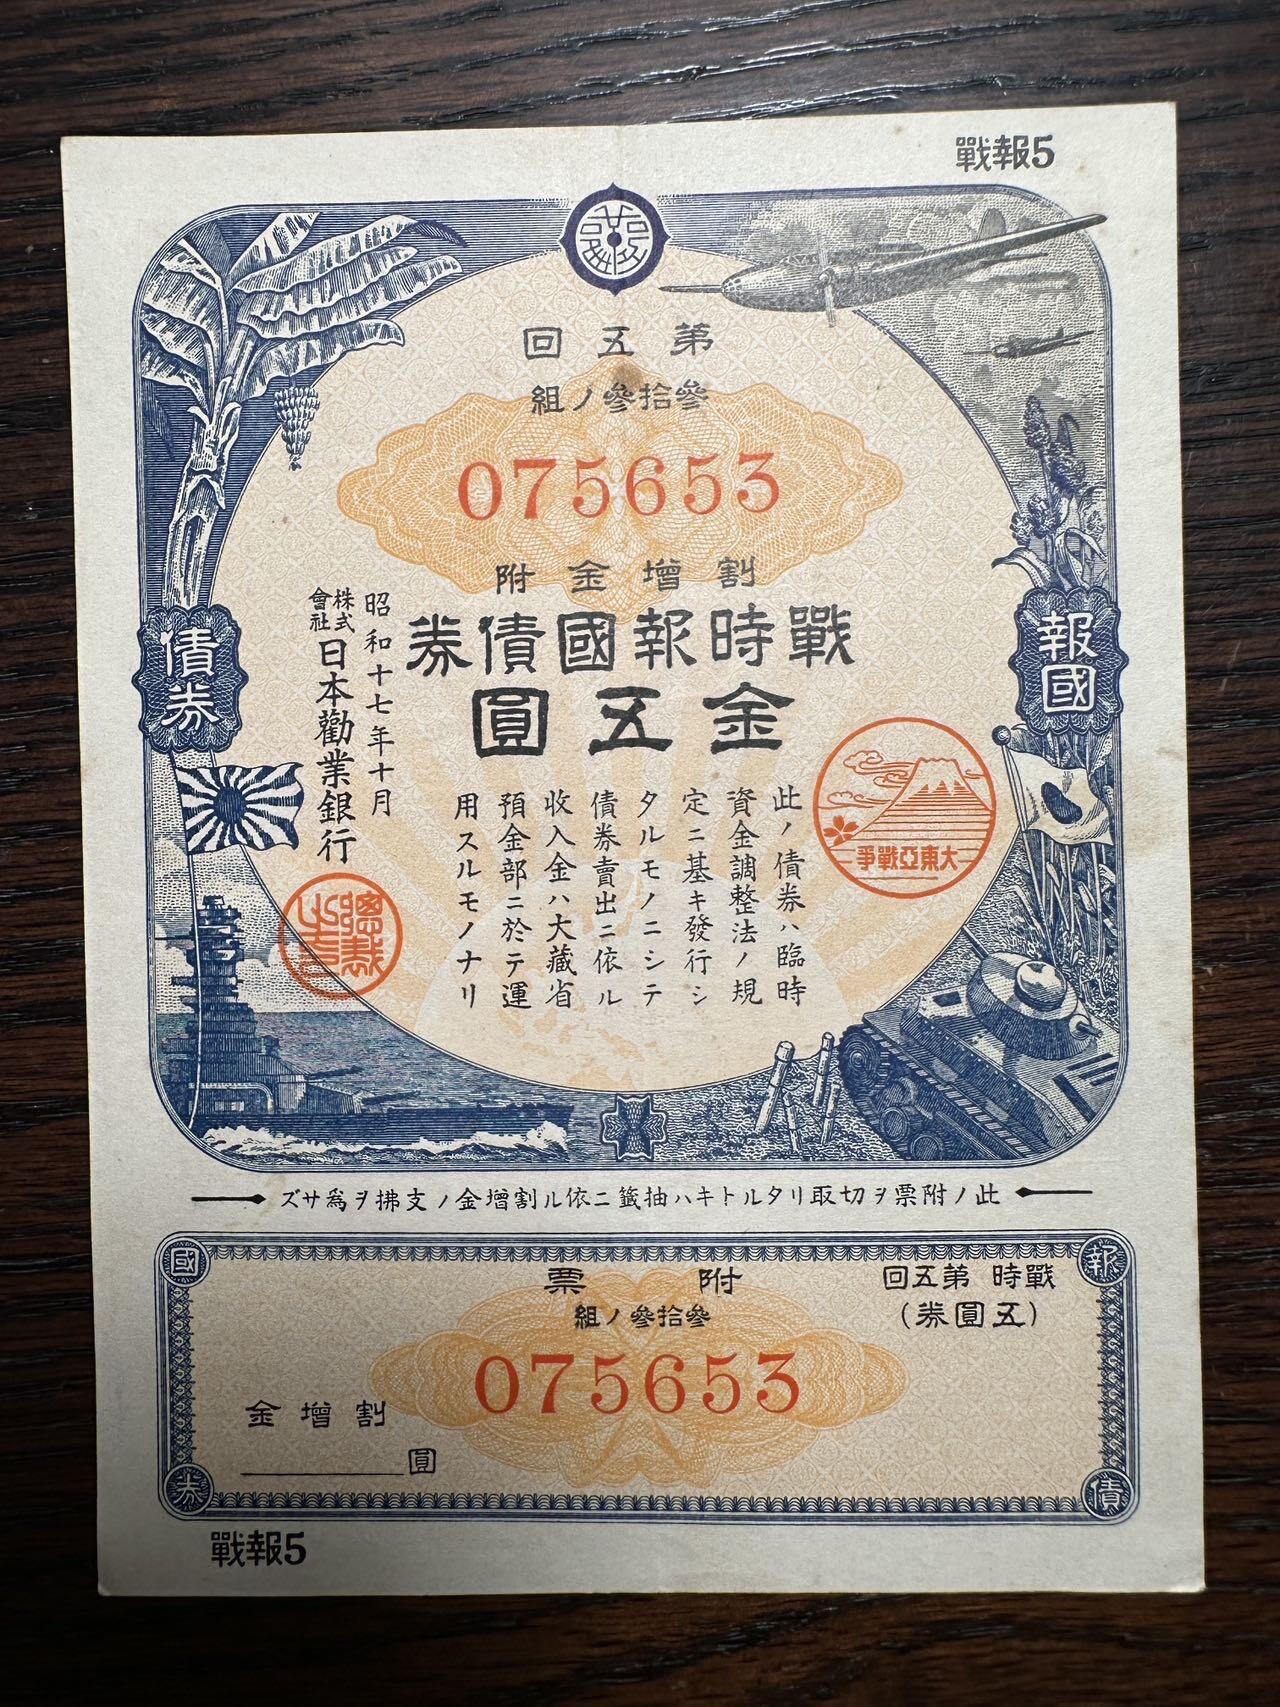 戰報5
第五回
參拾參ノ組
075653
割增金附
戰時報國債券
金五圓
報國
債券
此ノ債券ハ臨時
資金調整法ノ規
定ニ基キ發行シ
タルモノニシテ
債券賣出ニ依ル
收入金ハ大藏省
預金部ニ於テ運
用スルモノナリ
昭和十七年十月
株式會社日本勸業銀行
大東亞戰爭
總裁之印
此ノ附票ヲ切取リタルトキハ抽籤ニ依ル割增金ノ支拂ヲ爲サズ
報國債券
戰時第五回
(五圓券)
附票
參拾參ノ組
075653
割增金
圓
戰報5